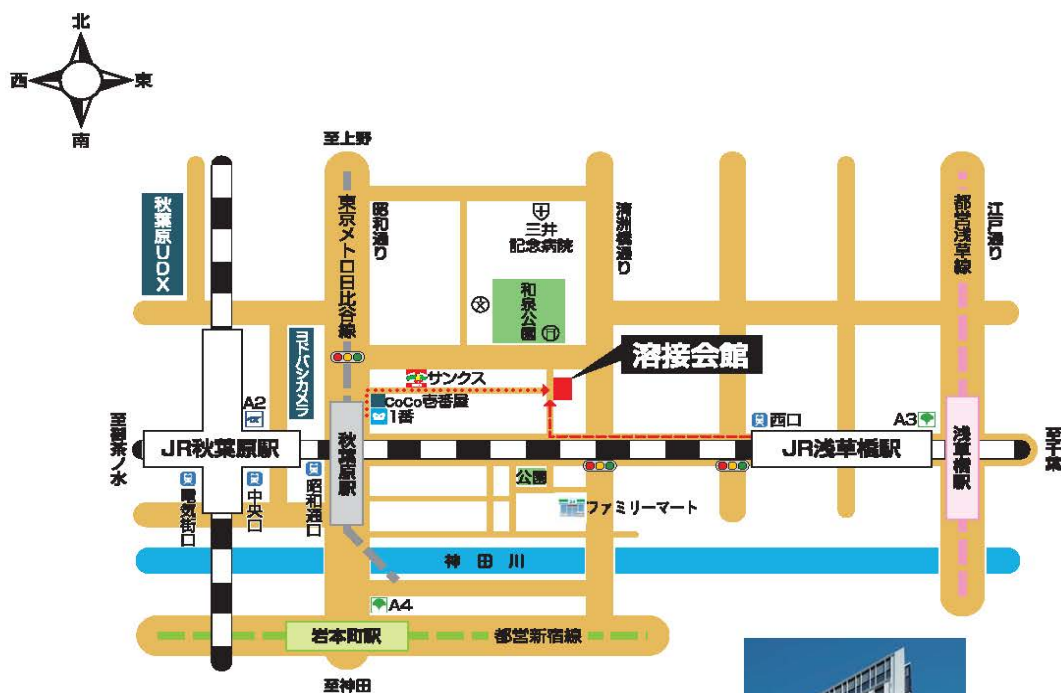 北
西
東
南
至上野
秋葉原UDX
東京メトロ日比谷線
昭和通り
三井
記念病院
清洲橋通り
都営浅草線
江戸通り
和泉公園
文
ヨドバシカメラ
溶接会館
サンクス
CoCo壱番屋
1番
A2
西口
A3
至御茶ノ水
JR秋葉原駅
秋葉原駅
JR浅草橋駅
浅草橋駅
至千葉
電気街口
中央口
昭和通口
公園
ファミリーマート
神田川
A4
岩本町駅
都営新宿線
至神田